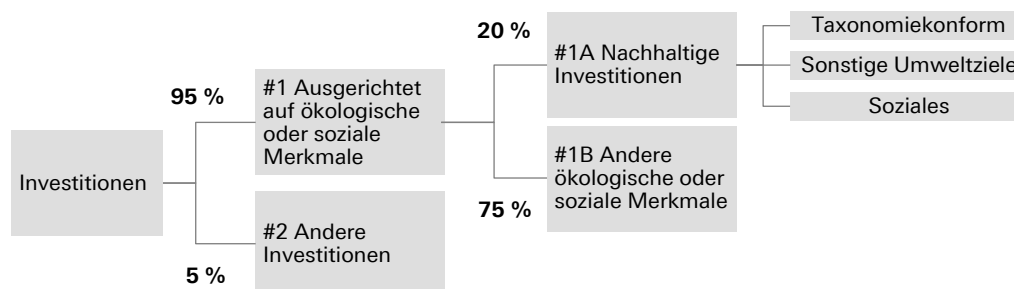 Investitionen
95 %
#1 Ausgerichtet
auf ökologische
oder soziale
Merkmale
5 %
#2 Andere
Investitionen
20 %
#1A Nachhaltige
Investitionen
75 %
#1B Andere
ökologische oder
soziale Merkmale
Taxonomiekonform
Sonstige Umweltziele
Soziales